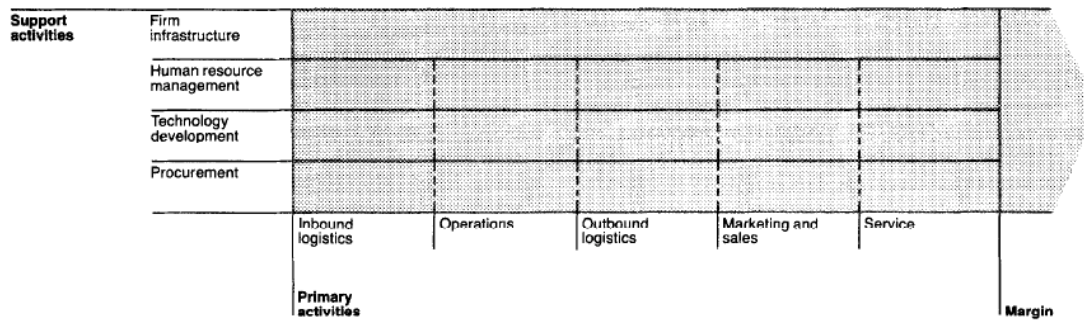 Support
activities
Firm
infrastructure
Human resource
management
Technology
development
Procurement
Inbound
logistics
Operations
Outbound
logistics
Marketing and
sales
Service
Primary
activities
Margin